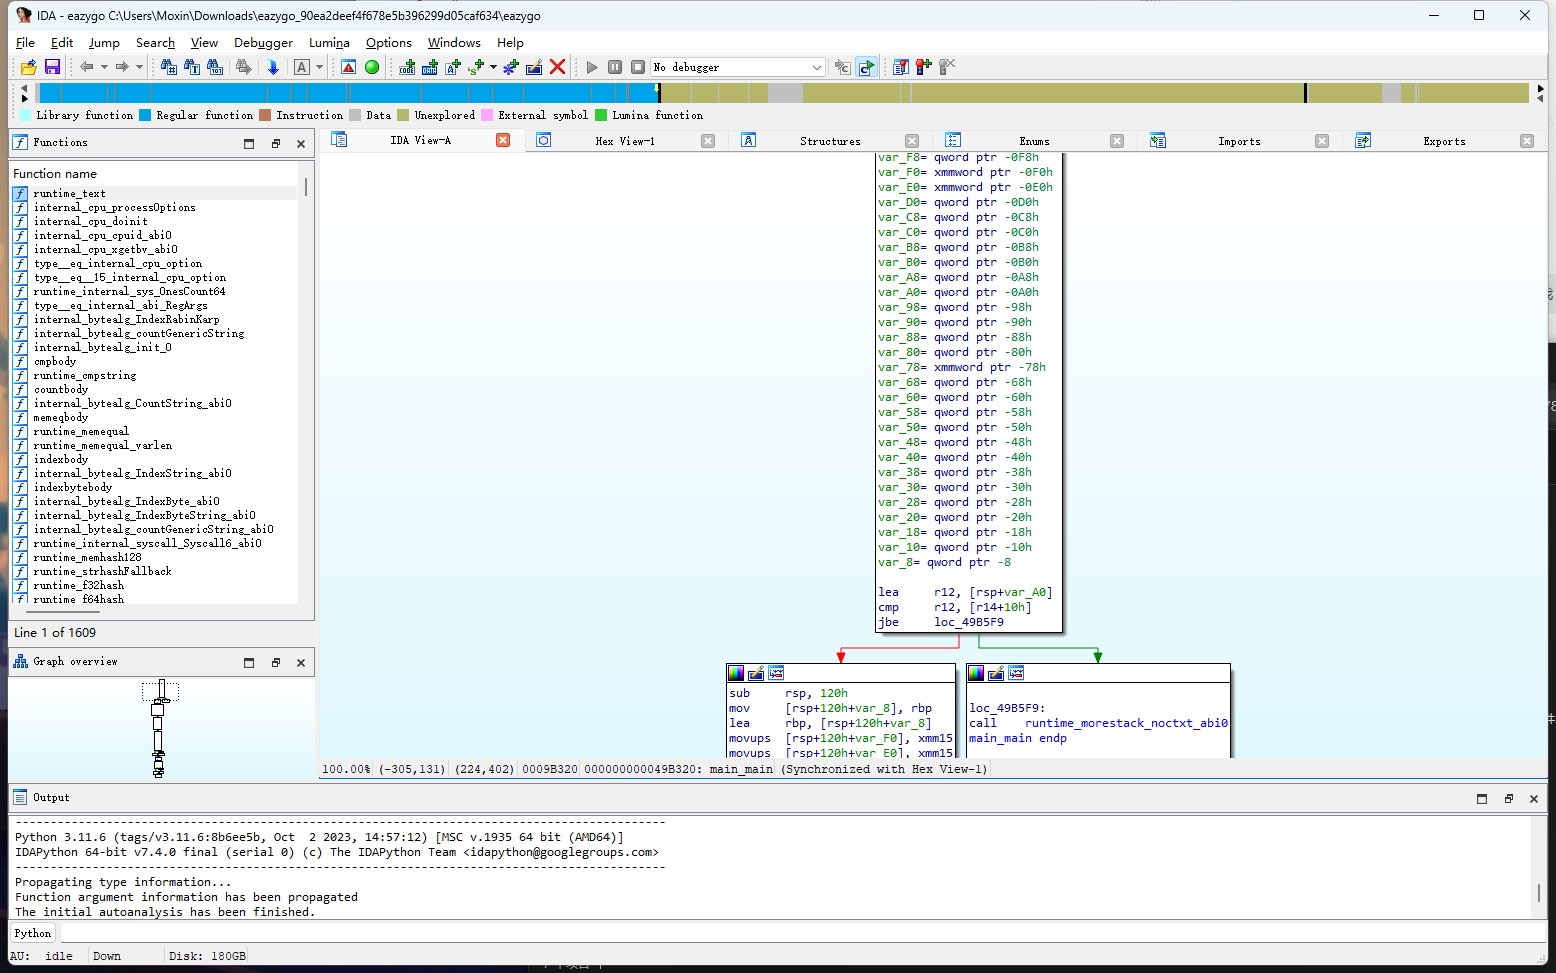 IDA - eazygo C:\Users\Moxin\Downloads\eazygo_90ea2deef4f678e5b396299d05caf634\eazygo
File Edit Jump Search View Debugger Lumina Options Windows Help
No debugger
Library function Regular function Instruction Data Unexplored External symbol Lumina function
Functions
IDA View-A Hex View-1 Structures Enums Imports Exports
Function name
runtime_text
internal_cpu_processOptions
internal_cpu_doinit
internal_cpu_cpuid_abi0
internal_cpu_xgetbv_abi0
type__eq_internal_cpu_option
type__eq__15_internal_cpu_option
runtime_internal_sys_OnesCount64
type__eq_internal_abi_RegArgs
internal_bytealg_IndexRabinKarp
internal_bytealg_countGenericString
internal_bytealg_init_0
cmpbody
runtime_cmpstring
countbody
internal_bytealg_CountString_abi0
memeqbody
runtime_memequal
runtime_memequal_varlen
indexbody
internal_bytealg_IndexString_abi0
indexbytebody
internal_bytealg_IndexByte_abi0
internal_bytealg_IndexByteString_abi0
internal_bytealg_countGenericString_abi0
runtime_internal_syscall_Syscall6_abi0
runtime_memhash128
runtime_strhashFallback
runtime_f32hash
runtime_f64hash
Line 1 of 1609
Graph overview
var_F8= qword ptr -0F8h
var_F0= xmmword ptr -0F0h
var_E0= xmmword ptr -0E0h
var_D0= qword ptr -0D0h
var_C8= qword ptr -0C8h
var_C0= qword ptr -0C0h
var_B8= qword ptr -0B8h
var_B0= qword ptr -0B0h
var_A8= qword ptr -0A8h
var_A0= qword ptr -0A0h
var_98= qword ptr -98h
var_90= qword ptr -90h
var_88= qword ptr -88h
var_80= qword ptr -80h
var_78= xmmword ptr -78h
var_68= qword ptr -68h
var_60= qword ptr -60h
var_58= qword ptr -58h
var_50= qword ptr -50h
var_48= qword ptr -48h
var_40= qword ptr -40h
var_38= qword ptr -38h
var_30= qword ptr -30h
var_28= qword ptr -28h
var_20= qword ptr -20h
var_18= qword ptr -18h
var_10= qword ptr -10h
var_8= qword ptr -8
lea r12, [rsp+var_A0]
cmp r12, [r14+10h]
jbe loc_49B5F9
sub rsp, 120h
mov [rsp+120h+var_8], rbp
lea rbp, [rsp+120h+var_8]
movups [rsp+120h+var_F0], xmm15
movups [rsp+120h+var_E0], xmm15
loc_49B5F9:
call runtime_morestack_noctxt_abi0
main_main endp
100.00% (-305,131) (224,402) 0009B320 000000000049B320: main_main (Synchronized with Hex View-1)
Output
Python 3.11.6 (tags/v3.11.6:8b6ee5b, Oct  2 2023, 14:57:12) [MSC v.1935 64 bit (AMD64)]
IDAPython 64-bit v7.4.0 final (serial 0) (c) The IDAPython Team <idapython@googlegroups.com>
Propagating type information...
Function argument information has been propagated
The initial autoanalysis has been finished.
Python
AU: idle Down Disk: 180GB